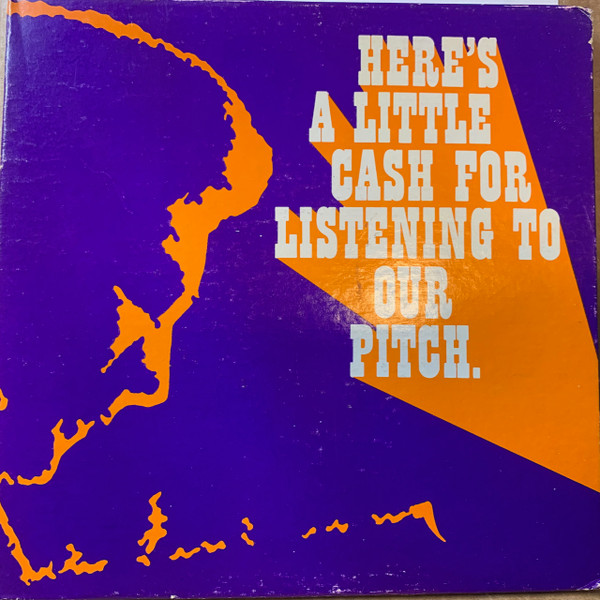 HERE'S
A LITTLE
CASH FOR
LISTENING TO
OUR
PITCH.